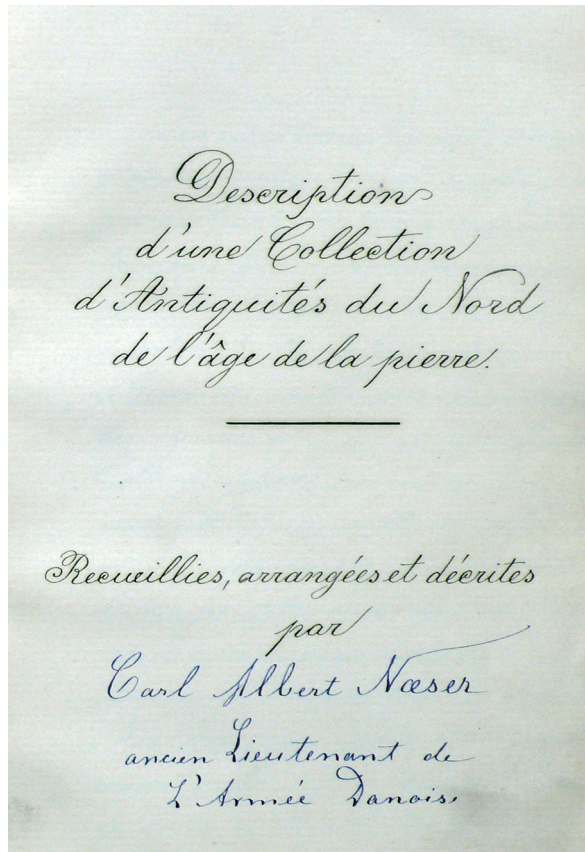 Description
d'une Collection
d'Antiquités du Nord
de l'âge de la pierre.
Recueillies, arrangées et décrites
par
Carl Albert Næser
ancien Lieutenant de
L'Armée Danoise